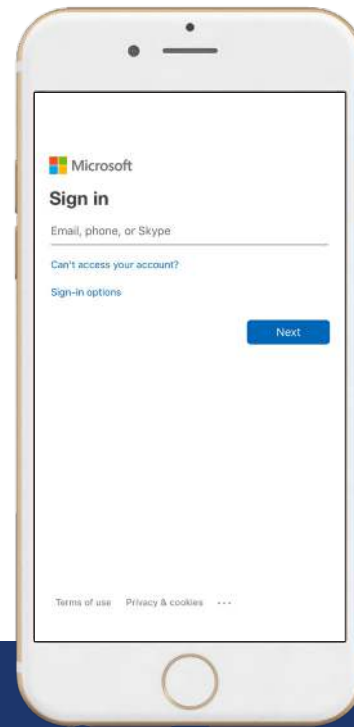 Microsoft
Sign in
Email, phone, or Skype
Can't access your account?
Sign-in options
Next
Terms of use Privacy & cookies ...